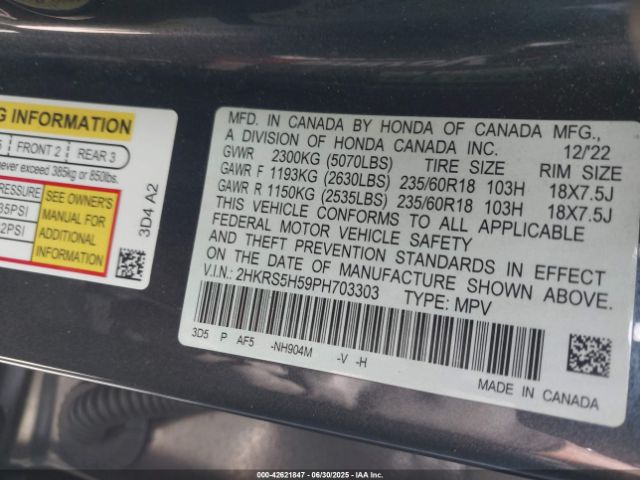 G INFORMATION
FRONT 2 REAR 3
never exceed 385kg or 850lbs.
PRESSURE
35PSI
2PSI
SEE OWNER'S
MANUAL FOR
ADDITIONAL
INFORMATION
3D4 A2
MFD. IN CANADA BY HONDA OF CANADA MFG.,
A DIVISION OF HONDA CANADA INC. 12/22
GVWR 2300KG (5070LBS) TIRE SIZE RIM SIZE
GAWR F 1193KG (2630LBS) 235/60R18 103H 18X7.5J
GAWR R 1150KG (2535LBS) 235/60R18 103H 18X7.5J
THIS VEHICLE CONFORMS TO ALL APPLICABLE
FEDERAL MOTOR VEHICLE SAFETY
AND THEFT PREVENTION STANDARDS IN EFFECT
ON THE DATE OF MANUFACTURE SHOWN ABOVE.
V.I.N: 2HKRS5H59PH703303 TYPE: MPV
3D5 P AF5 -NH904M -V -H
MADE IN CANADA
00-42621847 | 06/30/2025 | IAA Inc.